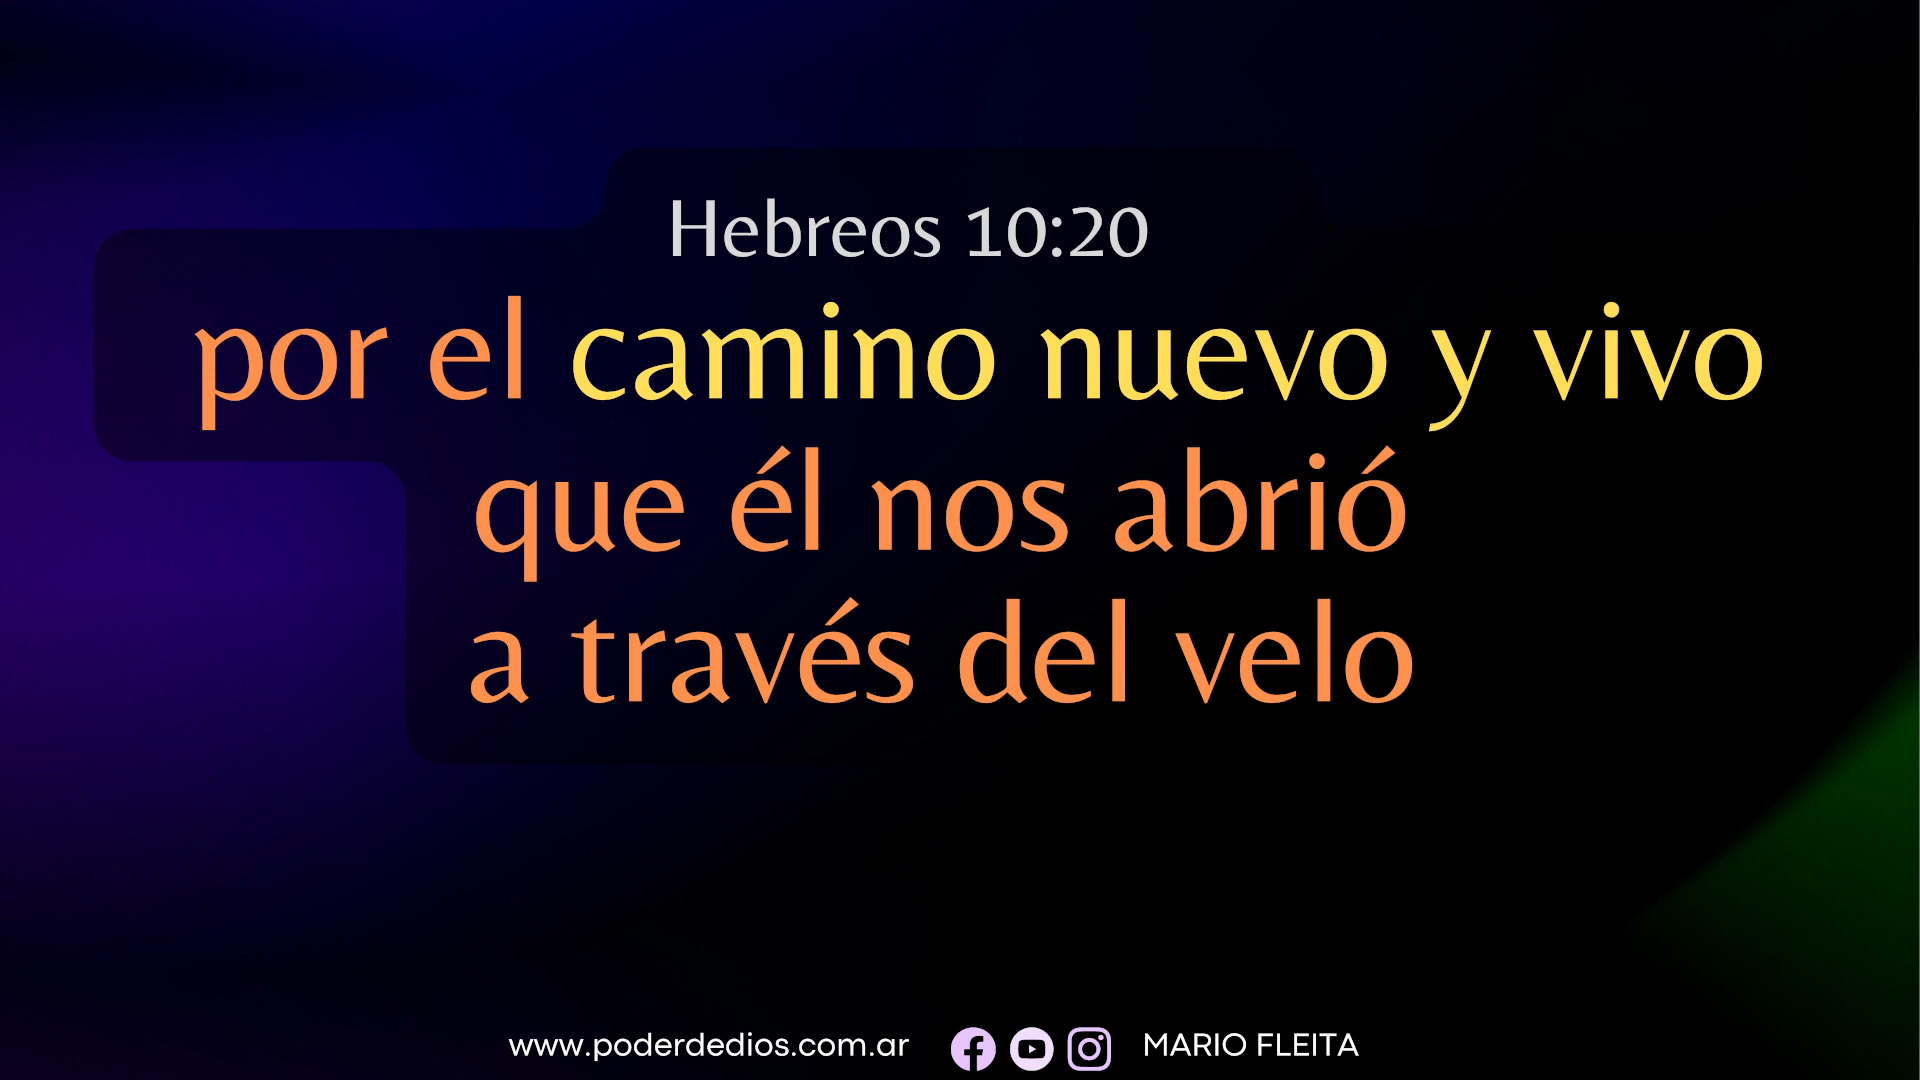 Hebreos 10:20
por el camino nuevo y vivo
que él nos abrió
a través del velo
www.poderdedios.com.ar MARIO FLEITA